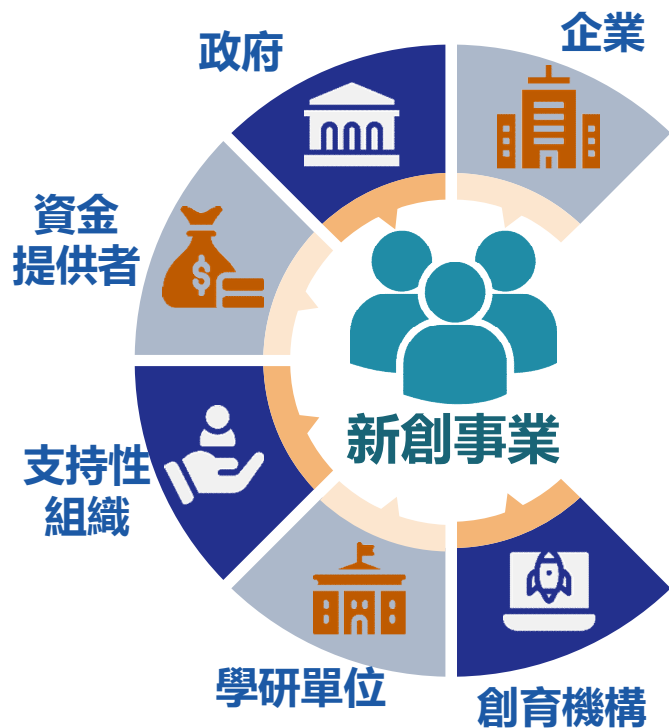 企業
政府
資金
提供者
$
新創事業
支持性
組織
學研單位
創育機構